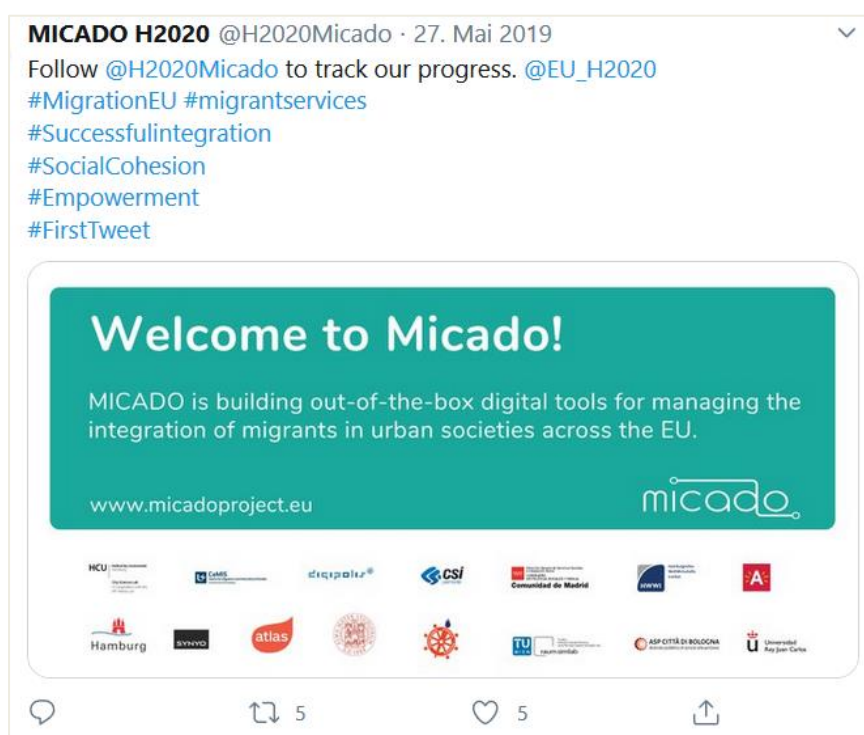 MICADO H2020 @H2020Micado · 27. Mai 2019
Follow @H2020Micado to track our progress. @EU_H2020
#MigrationEU #migrantservices
#Successfulintegration
#SocialCohesion
#Empowerment
#FirstTweet
Welcome to Micado!
MICADO is building out-of-the-box digital tools for managing the
integration of migrants in urban societies across the EU.
www.micadoproject.eu
micado
HCU
CeMIS
digipolis
CSi
Comunidad de Madrid
HWWI
A
Hamburg
SYNYO
atlas
TU
WIEN
raumsimlab
ASP CITTÀ DI BOLOGNA
ü Universidad
Rey Juan Carlos
5
5